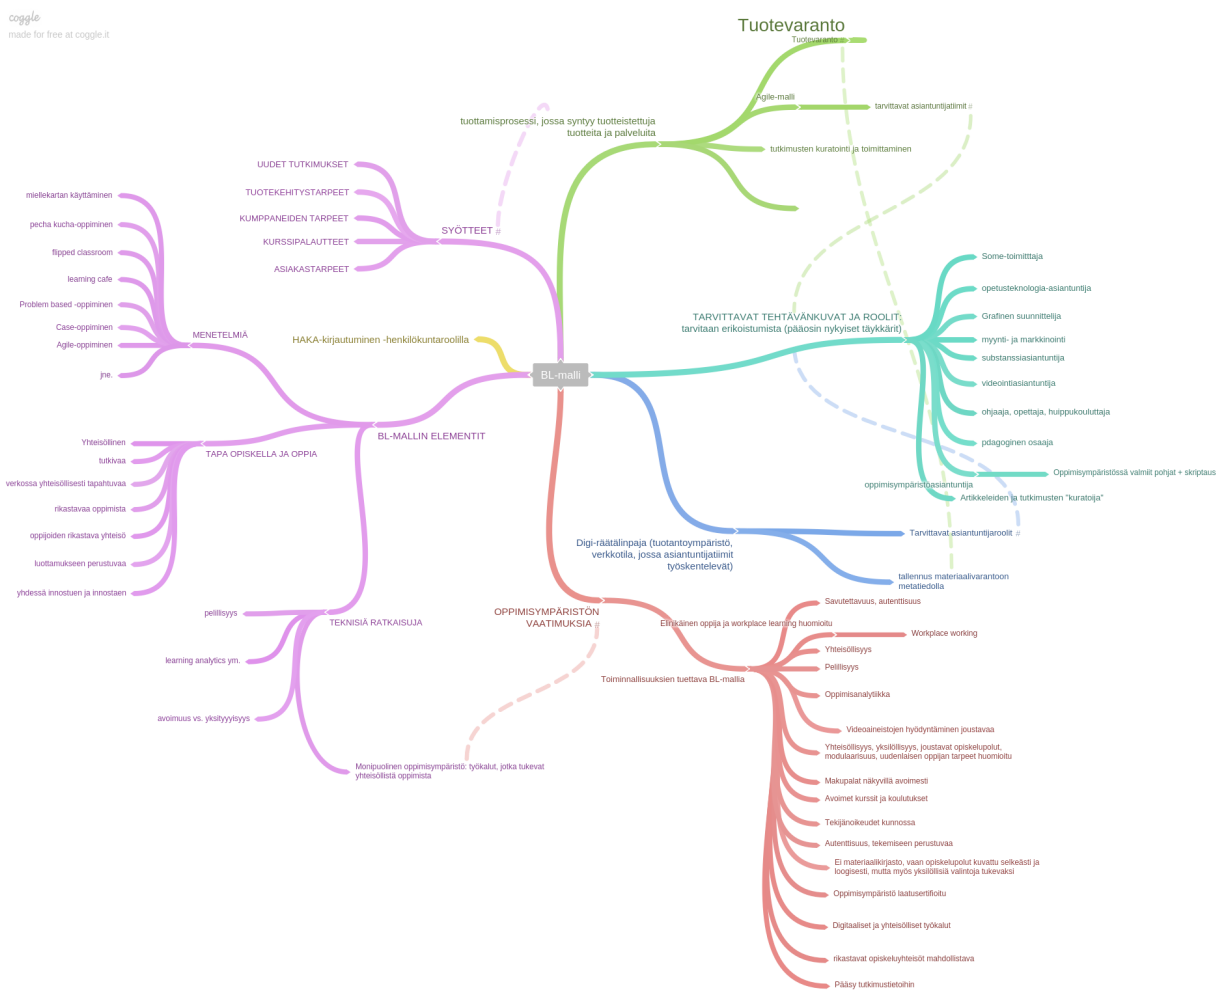 coggle
made for free at coggle.it
Tuotevaranto
Tuotevaranto #
Agile-malli
tarvittavat asiantuntijatiimit #
tuottamisprosessi, jossa syntyy tuotteistettuja
tuotteita ja palveluita
tutkimusten kuratointi ja toimittaminen
UUDET TUTKIMUKSET
TUOTEKEHITYSTARPEET
KUMPPANEIDEN TARPEET
KURSSIPALAUTTEET
ASIAKASTARPEET
SYÖTTEET #
miellekartan käyttäminen
pecha kucha-oppiminen
flipped classroom
learning cafe
Problem based -oppiminen
Case-oppiminen
Agile-oppiminen
jne.
MENETELMIÄ
HAKA-kirjautuminen -henkilökuntaroolilla
BL-malli
TARVITTAVAT TEHTÄVÄNKUVAT JA ROOLIT:
tarvitaan erikoistumista (pääosin nykyiset täykkärit)
Some-toimitttaja
opetusteknologia-asiantuntija
Grafinen suunnittelija
myynti- ja markkinointi
substanssiasiantuntija
videointiasiantuntija
ohjaaja, opettaja, huippukouluttaja
pdagoginen osaaja
Oppimisympäristössä valmiit pohjat + skriptaus
oppimisympäristöasiantuntija
Artikkeleiden ja tutkimusten "kuratoija"
BL-MALLIN ELEMENTIT
Yhteisöllinen
tutkivaa
verkossa yhteisöllisesti tapahtuvaa
rikastavaa oppimista
oppijoiden rikastava yhteisö
luottamukseen perustuvaa
yhdessä innostuen ja innostaen
TAPA OPISKELLA JA OPPIA
Digi-räätälinpaja (tuotantoympäristö,
verkkotila, jossa asiantuntijatiimit
työskentelevät)
Tarvittavat asiantuntijaroolit #
tallennus materiaalivarantoon
metatiedolla
pelillisyys
learning analytics ym.
avoimuus vs. yksityyyisyys
TEKNISIÄ RATKAISUJA
Monipuolinen oppimisympäristö: työkalut, jotka tukevat
yhteisöllistä oppimista
OPPIMISYMPÄRISTÖN
VAATIMUKSIA #
Toiminnallisuuksien tuettava BL-mallia
Savutettavuus, autenttisuus
Elinikäinen oppija ja workplace learning huomioitu
Workplace working
Yhteisöllisyys
Pelillisyys
Oppimisanalytiikka
Videoaineistojen hyödyntäminen joustavaa
Yhteisöllisyys, yksilöllisyys, joustavat opiskelupolut,
modulaarisuus, uudenlaisen oppijan tarpeet huomioitu
Makupalat näkyvillä avoimesti
Avoimet kurssit ja koulutukset
Tekijänoikeudet kunnossa
Autenttisuus, tekemiseen perustuvaa
Ei materiaalikirjasto, vaan opiskelupolut kuvattu selkeästi ja
loogisesti, mutta myös yksilöllisiä valintoja tukevaksi
Oppimisympäristö laatusertifioitu
Digitaaliset ja yhteisölliset työkalut
rikastavat opiskeluyhteisöt mahdollistava
Pääsy tutkimustietoihin